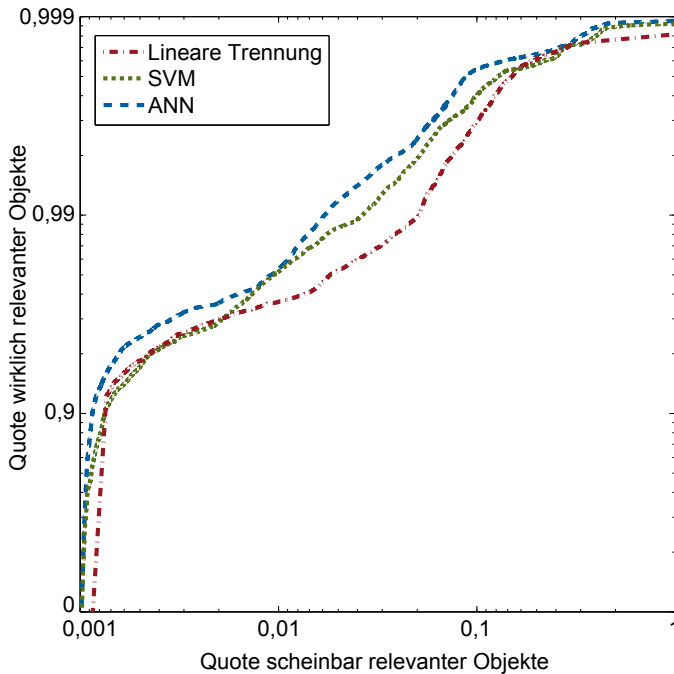 0,999
Lineare Trennung
SVM
ANN
Quote wirklich relevanter Objekte
0,99
0,9
0
0,001
0,01
0,1
1
Quote scheinbar relevanter Objekte